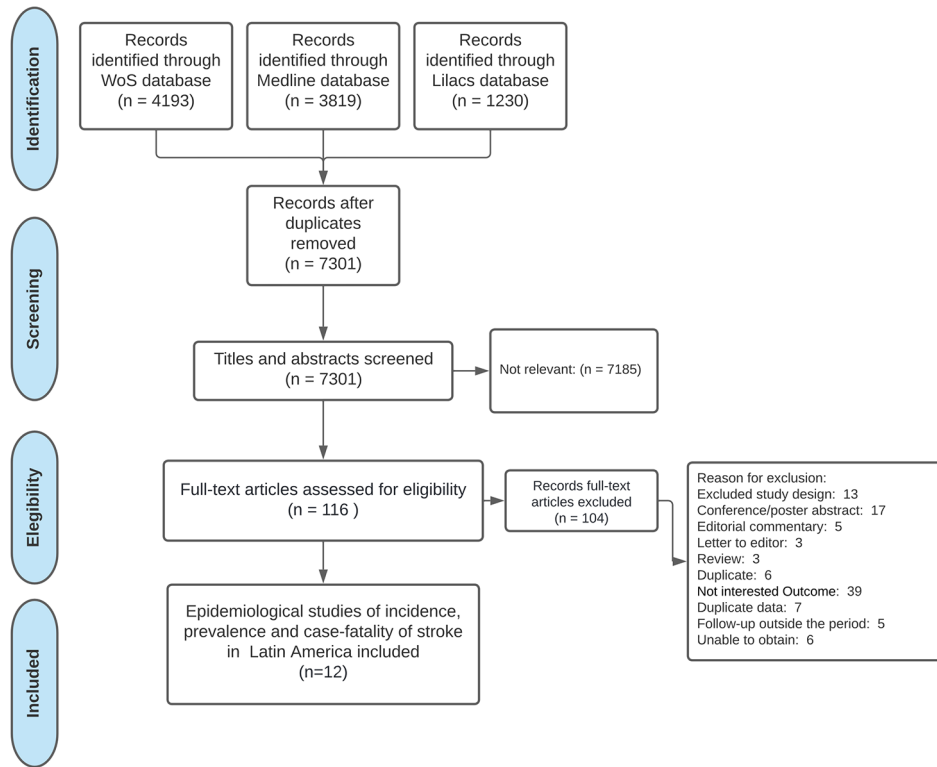 Identification
Records
identified through
WoS database
(n = 4193)
Records
identified through
Medline database
(n = 3819)
Records
identified through
Lilacs database
(n = 1230)
Records after
duplicates
removed
(n = 7301)
Screening
Titles and abstracts screened
(n = 7301)
Not relevant: (n = 7185)
Elegibility
Full-text articles assessed for eligibility
(n = 116 )
Records full-text
articles excluded
(n = 104)
Reason for exclusion:
Excluded study design: 13
Conference/poster abstract: 17
Editorial commentary: 5
Letter to editor: 3
Review: 3
Duplicate: 6
Not interested Outcome: 39
Duplicate data: 7
Follow-up outside the period: 5
Unable to obtain: 6
Included
Epidemiological studies of incidence,
prevalence and case-fatality of stroke
in Latin America included
(n=12)